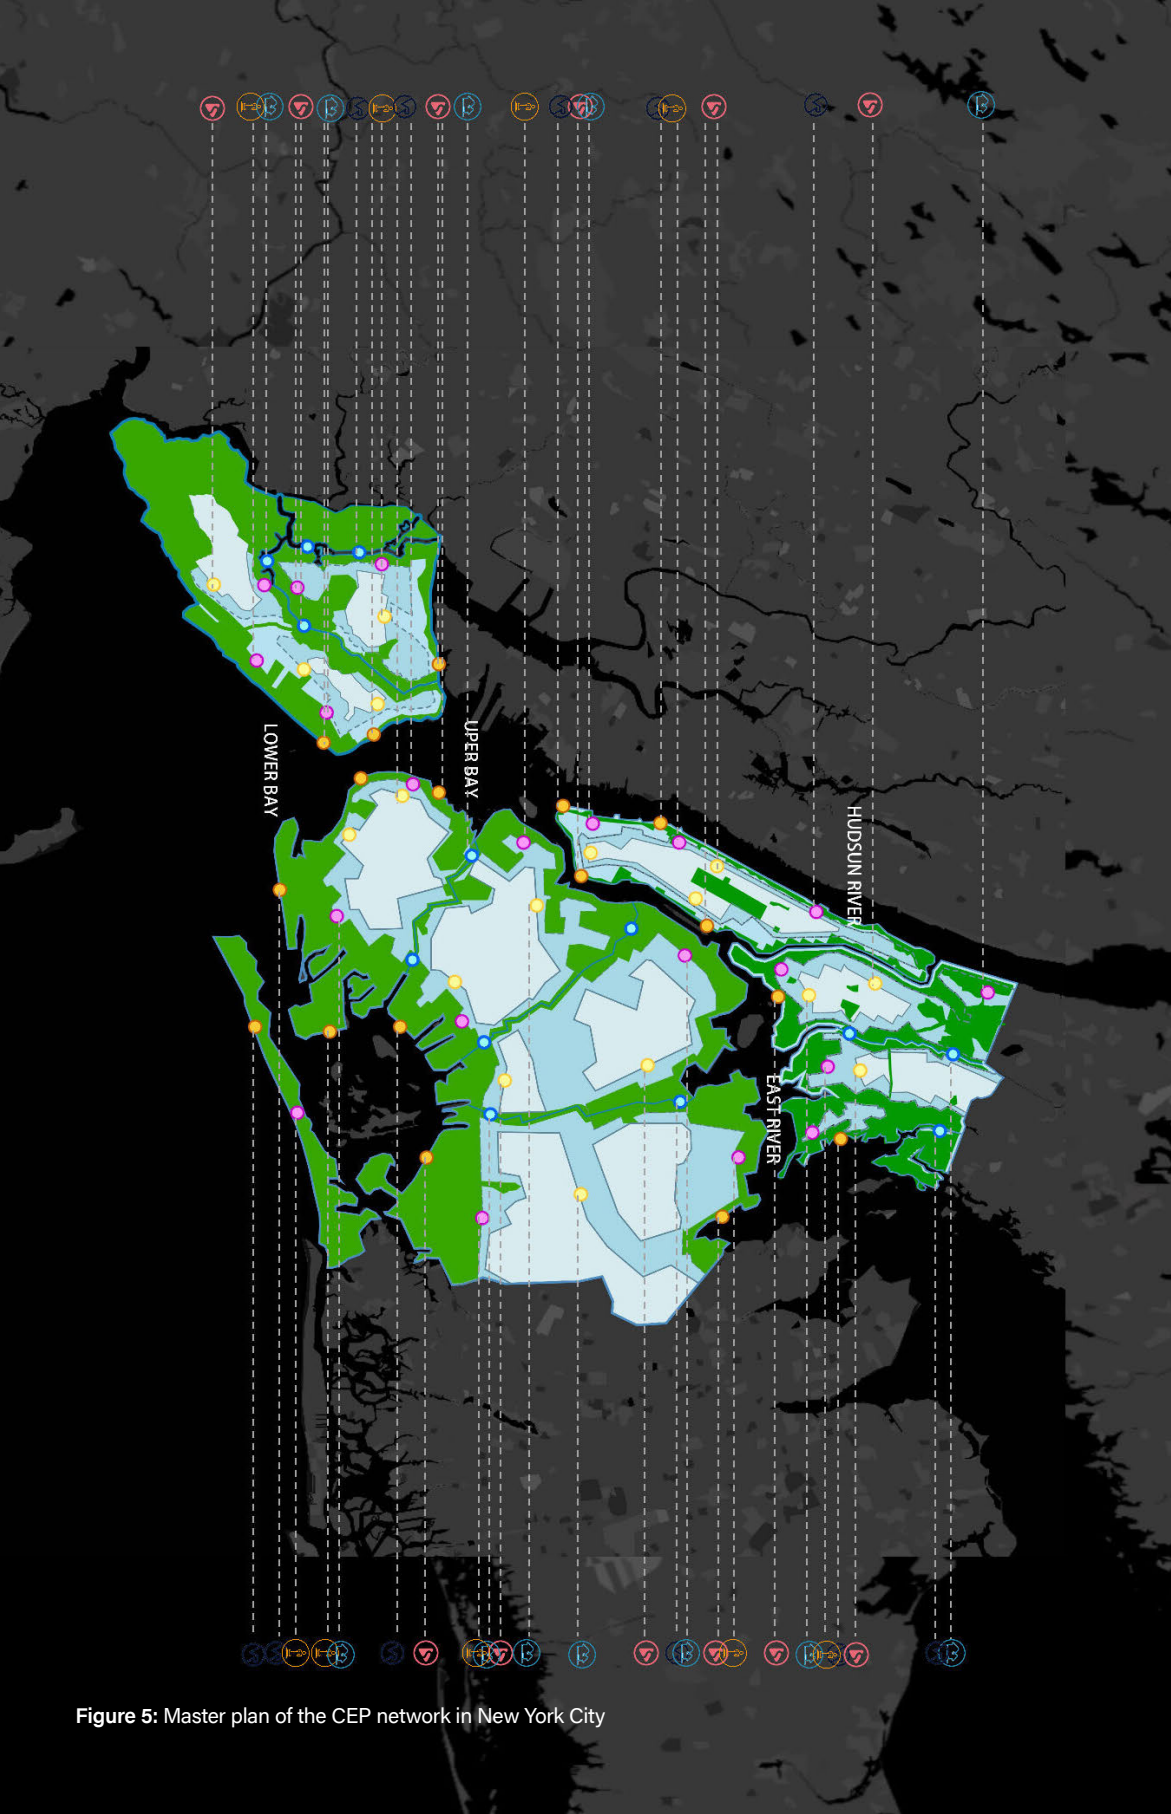 LOWER BAY
UPER BAY
HUDSUN RIVER
EAST RIVER
Figure 5: Master plan of the CEP network in New York City